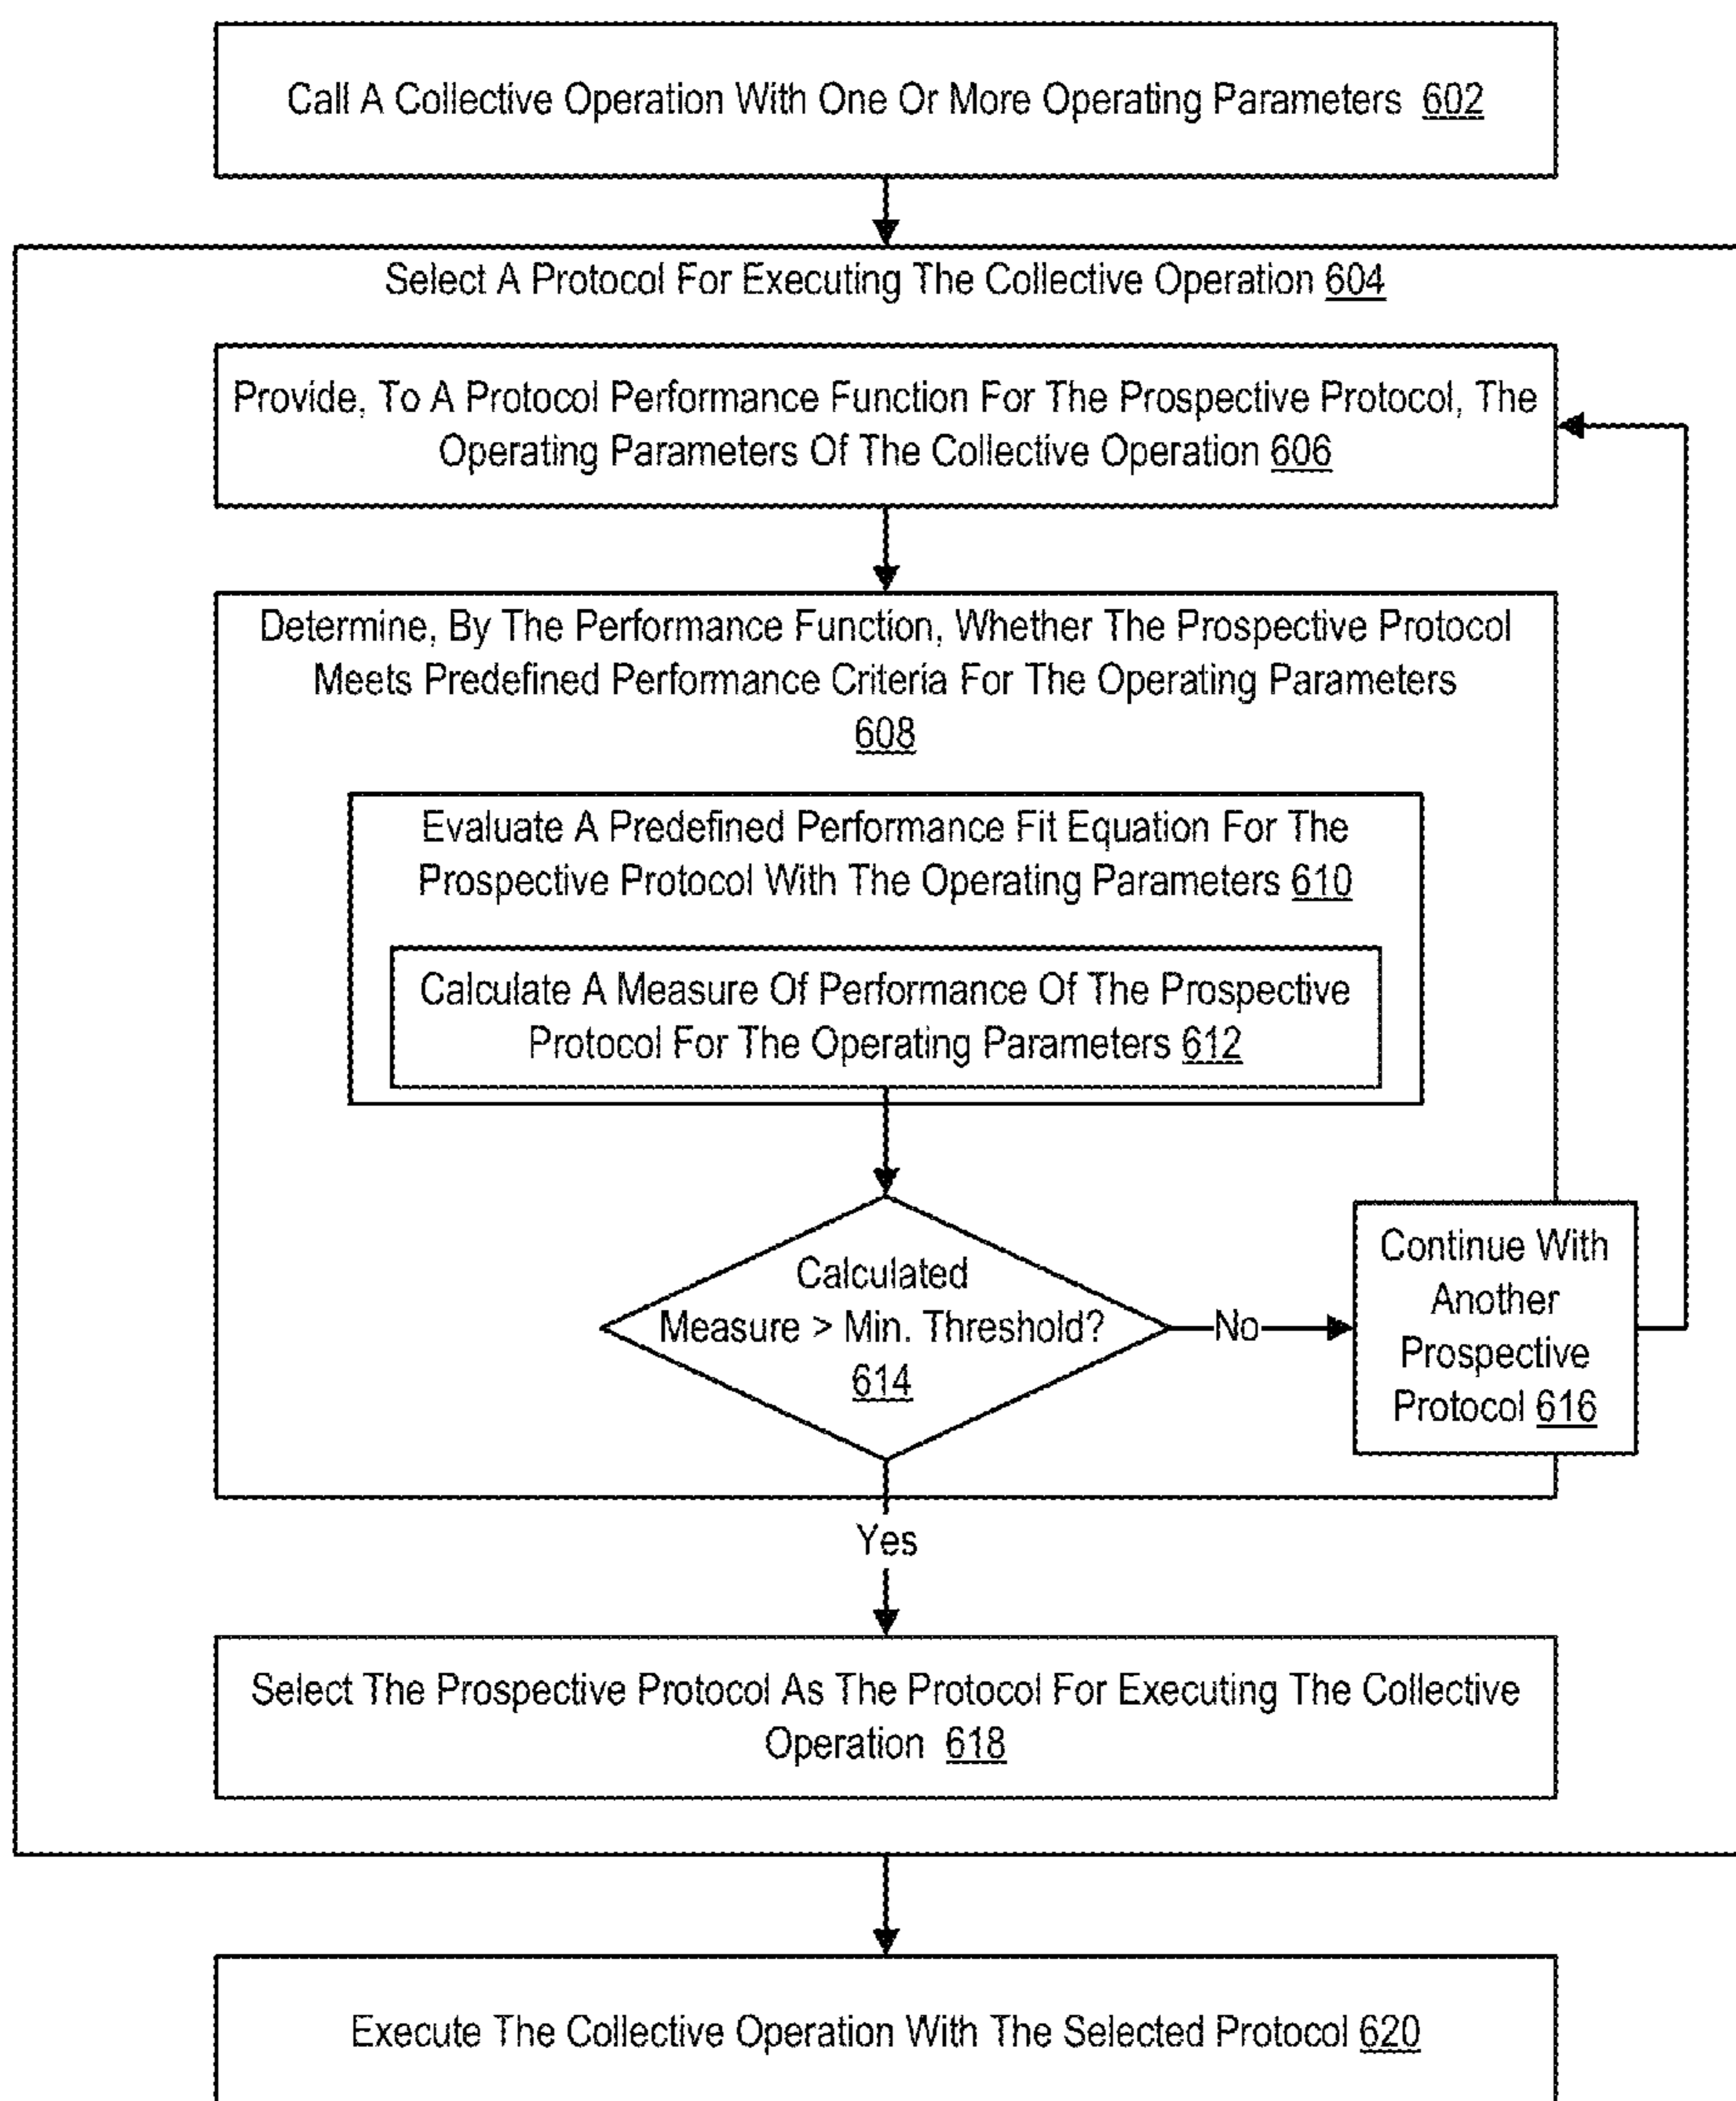 Call A Collective Operation With One Or More Operating Parameters 602
Select A Protocol For Executing The Collective Operation 604
Provide, To A Protocol Performance Function For The Prospective Protocol, The
Operating Parameters Of The Collective Operation 606
Determine, By The Performance Function, Whether The Prospective Protocol
Meets Predefined Performance Criteria For The Operating Parameters
608
Evaluate A Predefined Performance Fit Equation For The
Prospective Protocol With The Operating Parameters 610
Calculate A Measure Of Performance Of The Prospective
Protocol For The Operating Parameters 612
Calculated
Measure > Min. Threshold?
614
No
Continue With
Another
Prospective
Protocol 616
Yes
Select The Prospective Protocol As The Protocol For Executing The Collective
Operation 618
Execute The Collective Operation With The Selected Protocol 620